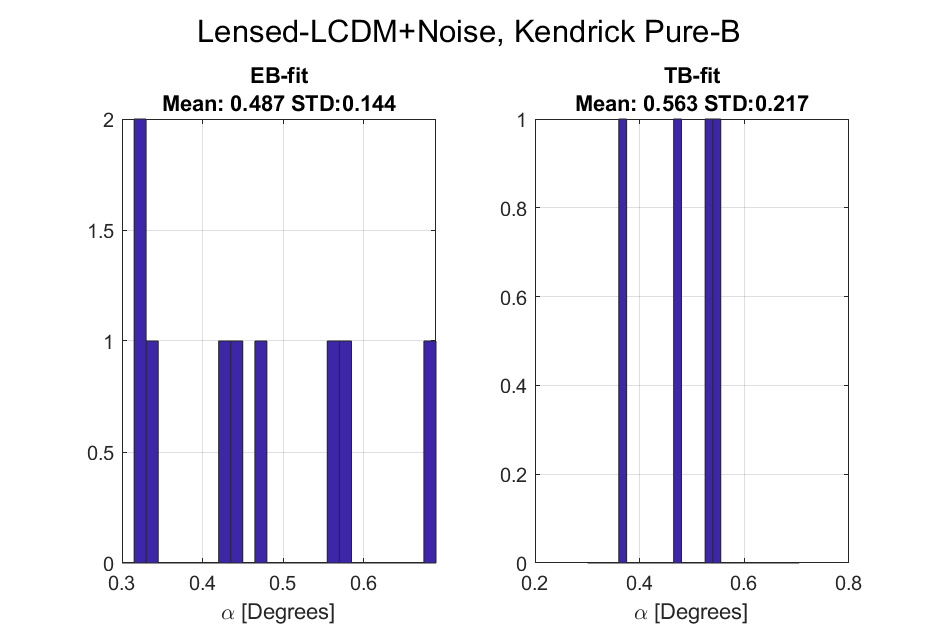 Lensed-LCDM+Noise, Kendrick Pure-B
EB-fit
Mean: 0.487 STD:0.144
2
1.5
1
0.5
0
0.3 0.4 0.5 0.6
α [Degrees]
TB-fit
Mean: 0.563 STD:0.217
1
0.8
0.6
0.4
0.2
0
0.2 0.4 0.6 0.8
α [Degrees]